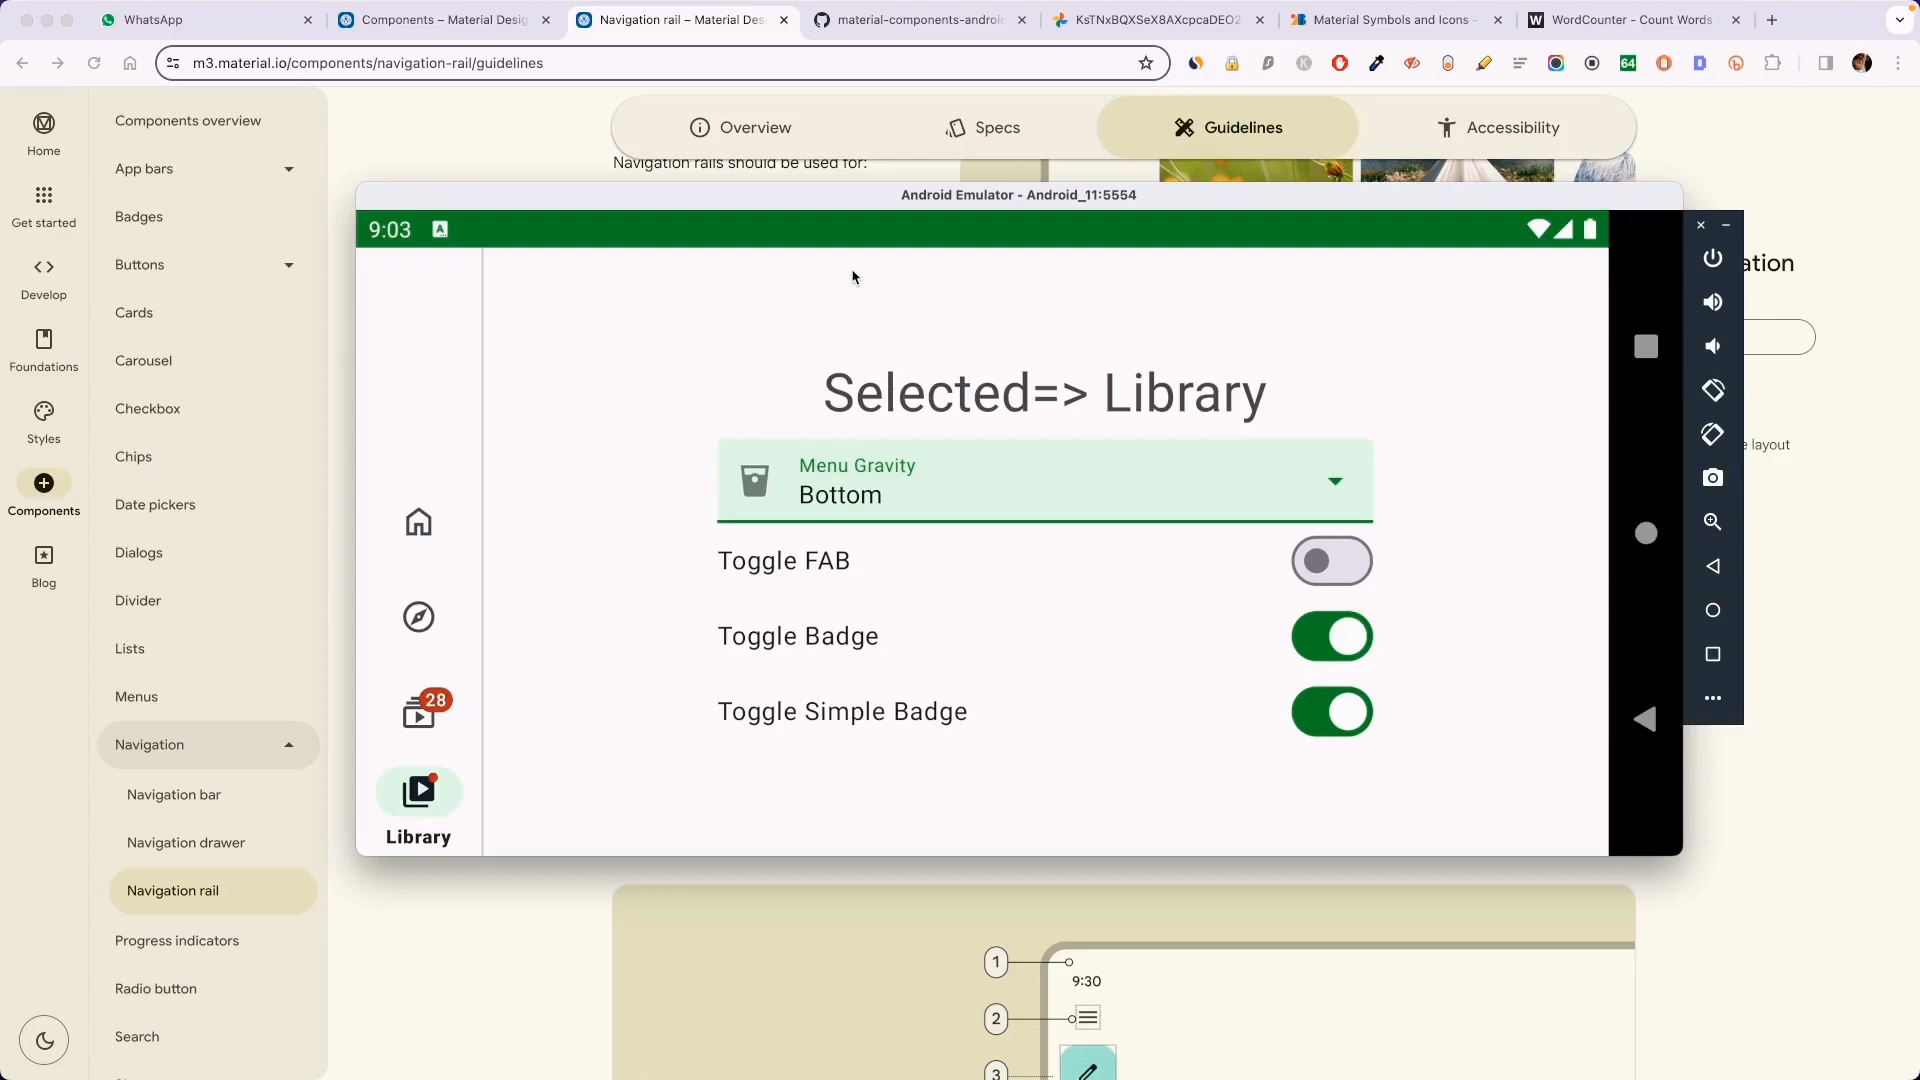 WhatsApp
Components – Material Desig
Navigation rail – Material Des
material-components-androi
KsTNxBQXSeX8AXcpcaDEO2
Material Symbols and Icons -
W WordCounter - Count Words
m3.material.io/components/navigation-rail/guidelines
64
Home
Get started
Develop
Foundations
Styles
Components
Blog
Components overview
App bars
Badges
Buttons
Cards
Carousel
Checkbox
Chips
Date pickers
Dialogs
Divider
Lists
Menus
Navigation
Navigation bar
Navigation drawer
Navigation rail
Progress indicators
Radio button
Search
Overview
Specs
Guidelines
Accessibility
Navigation rails should be used for:
Android Emulator - Android_11:5554
9:03 A
Selected=> Library
Menu Gravity
Bottom
Toggle FAB
Toggle Badge
Toggle Simple Badge
28
Library
ation
e layout
1
9:30
2
3